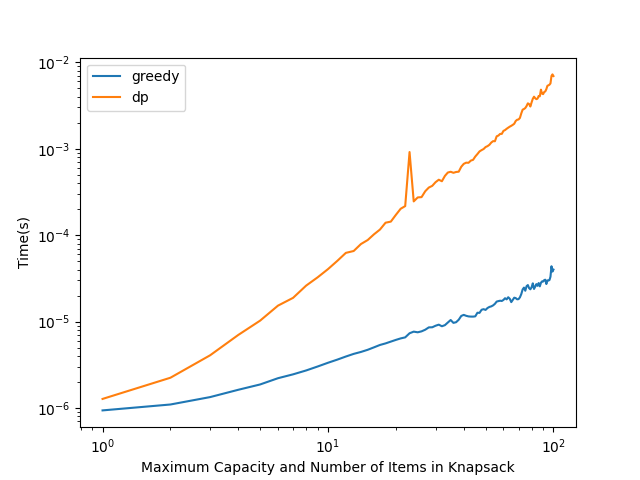 10⁻²
10⁻³
10⁻⁴
10⁻⁵
10⁻⁶
Time(s)
greedy
dp
10⁰
10¹
10²
Maximum Capacity and Number of Items in Knapsack